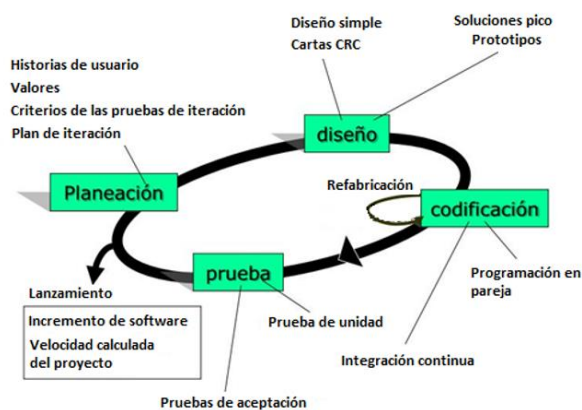 Diseño simple
Cartas CRC
Soluciones pico
Prototipos
Historias de usuario
Valores
Criterios de las pruebas de iteración
Plan de iteración
diseño
Planeación
Refabricación
codificación
prueba
Programación en
pareja
Lanzamiento
Incremento de software
Velocidad calculada
del proyecto
Prueba de unidad
Integración continua
Pruebas de aceptación